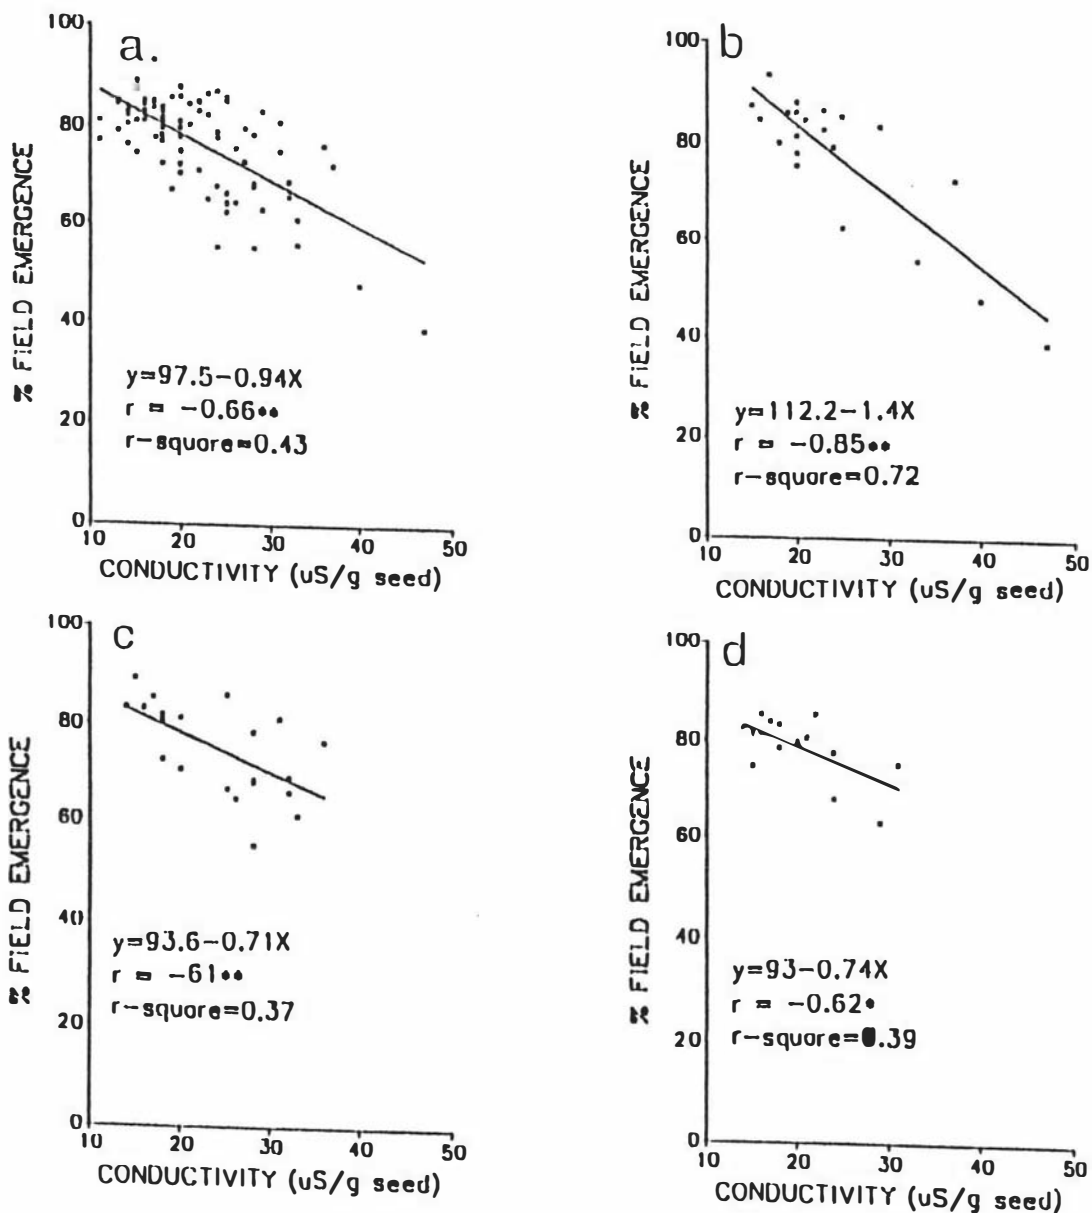 a.
100
80
60
40
20
0
% FIELD EMERGENCE
y=97.5-0.94X
r = -0.66**
r-square=0.43
10 20 30 40 50
CONDUCTIVITY (uS/g seed)
b
100
80
60
40
20
0
% FIELD EMERGENCE
y=112.2-1.4X
r = -0.85**
r-square=0.72
10 20 30 40 50
CONDUCTIVITY (uS/g seed)
c
100
80
60
40
20
0
% FIELD EMERGENCE
y=93.6-0.71X
r = -61**
r-square=0.37
10 20 30 40 50
CONDUCTIVITY (uS/g seed)
d
100
80
60
40
20
0
% FIELD EMERGENCE
y=93-0.74X
r = -0.62*
r-square=0.39
10 20 30 40 50
CONDUCTIVITY (uS/g seed)